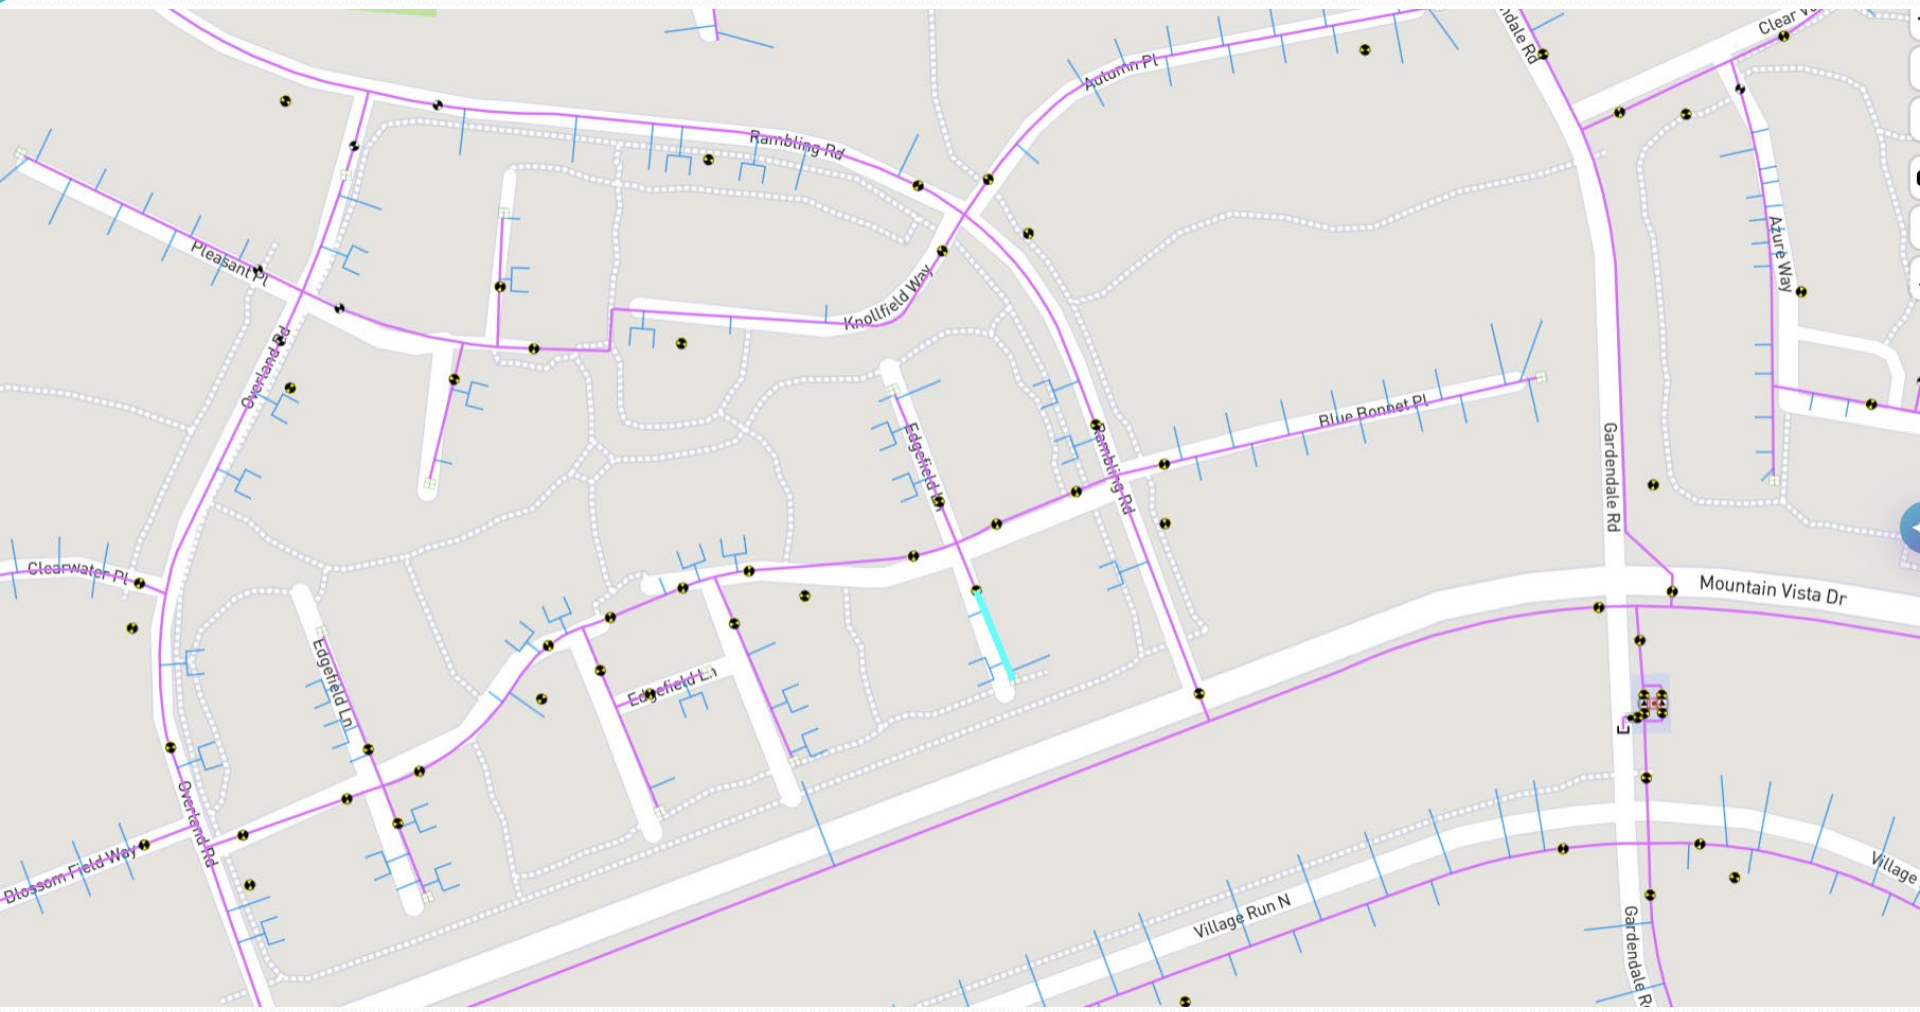 ndale Rd
Clear V
Autumn Pl
Rambling Rd
Pleasant Pl
Azure Way
Knollfield Way
Overland Rd
Blue Bonnet Pl
Edgefield Ln
Rambling Rd
Gardendale Rd
Clearwater Pl
Mountain Vista Dr
Edgefield Ln
Edgefield Ln
Overland Rd
Blossom Field Way
Village Run N
Village
Gardendale R